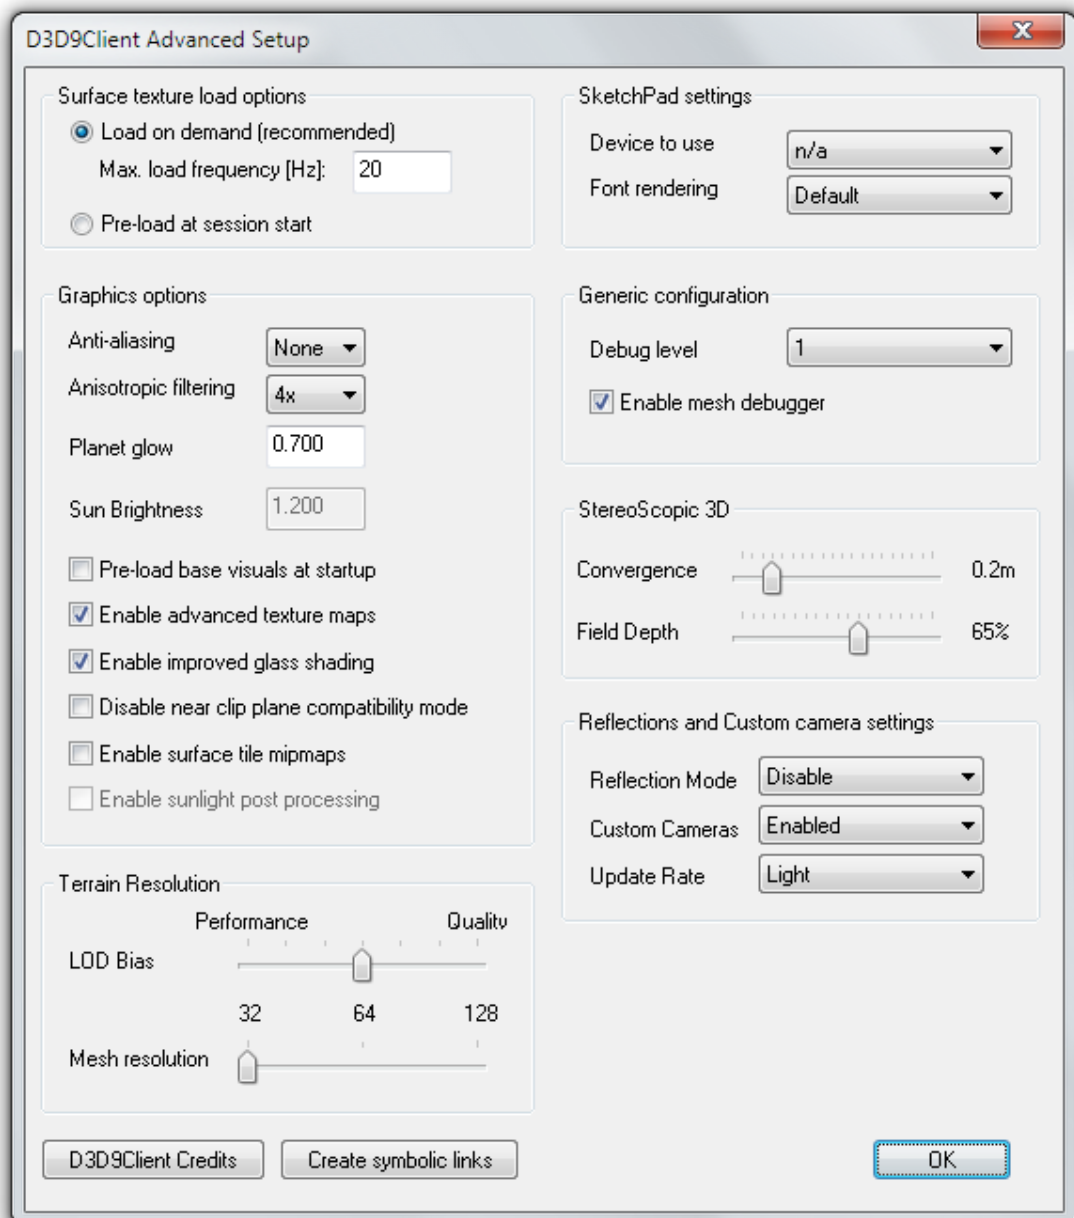 D3D9Client Advanced Setup
Surface texture load options
Load on demand (recommended)
Max. load frequency [Hz]: 20
Pre-load at session start
Graphics options
Anti-aliasing None
Anisotropic filtering 4x
Planet glow 0.700
Sun Brightness 1.200
Pre-load base visuals at startup
Enable advanced texture maps
Enable improved glass shading
Disable near clip plane compatibility mode
Enable surface tile mipmaps
Enable sunlight post processing
Terrain Resolution
Performance Quality
LOD Bias
32 64 128
Mesh resolution
SketchPad settings
Device to use n/a
Font rendering Default
Generic configuration
Debug level 1
Enable mesh debugger
StereoScopic 3D
Convergence 0.2m
Field Depth 65%
Reflections and Custom camera settings
Reflection Mode Disable
Custom Cameras Enabled
Update Rate Light
D3D9Client Credits Create symbolic links OK